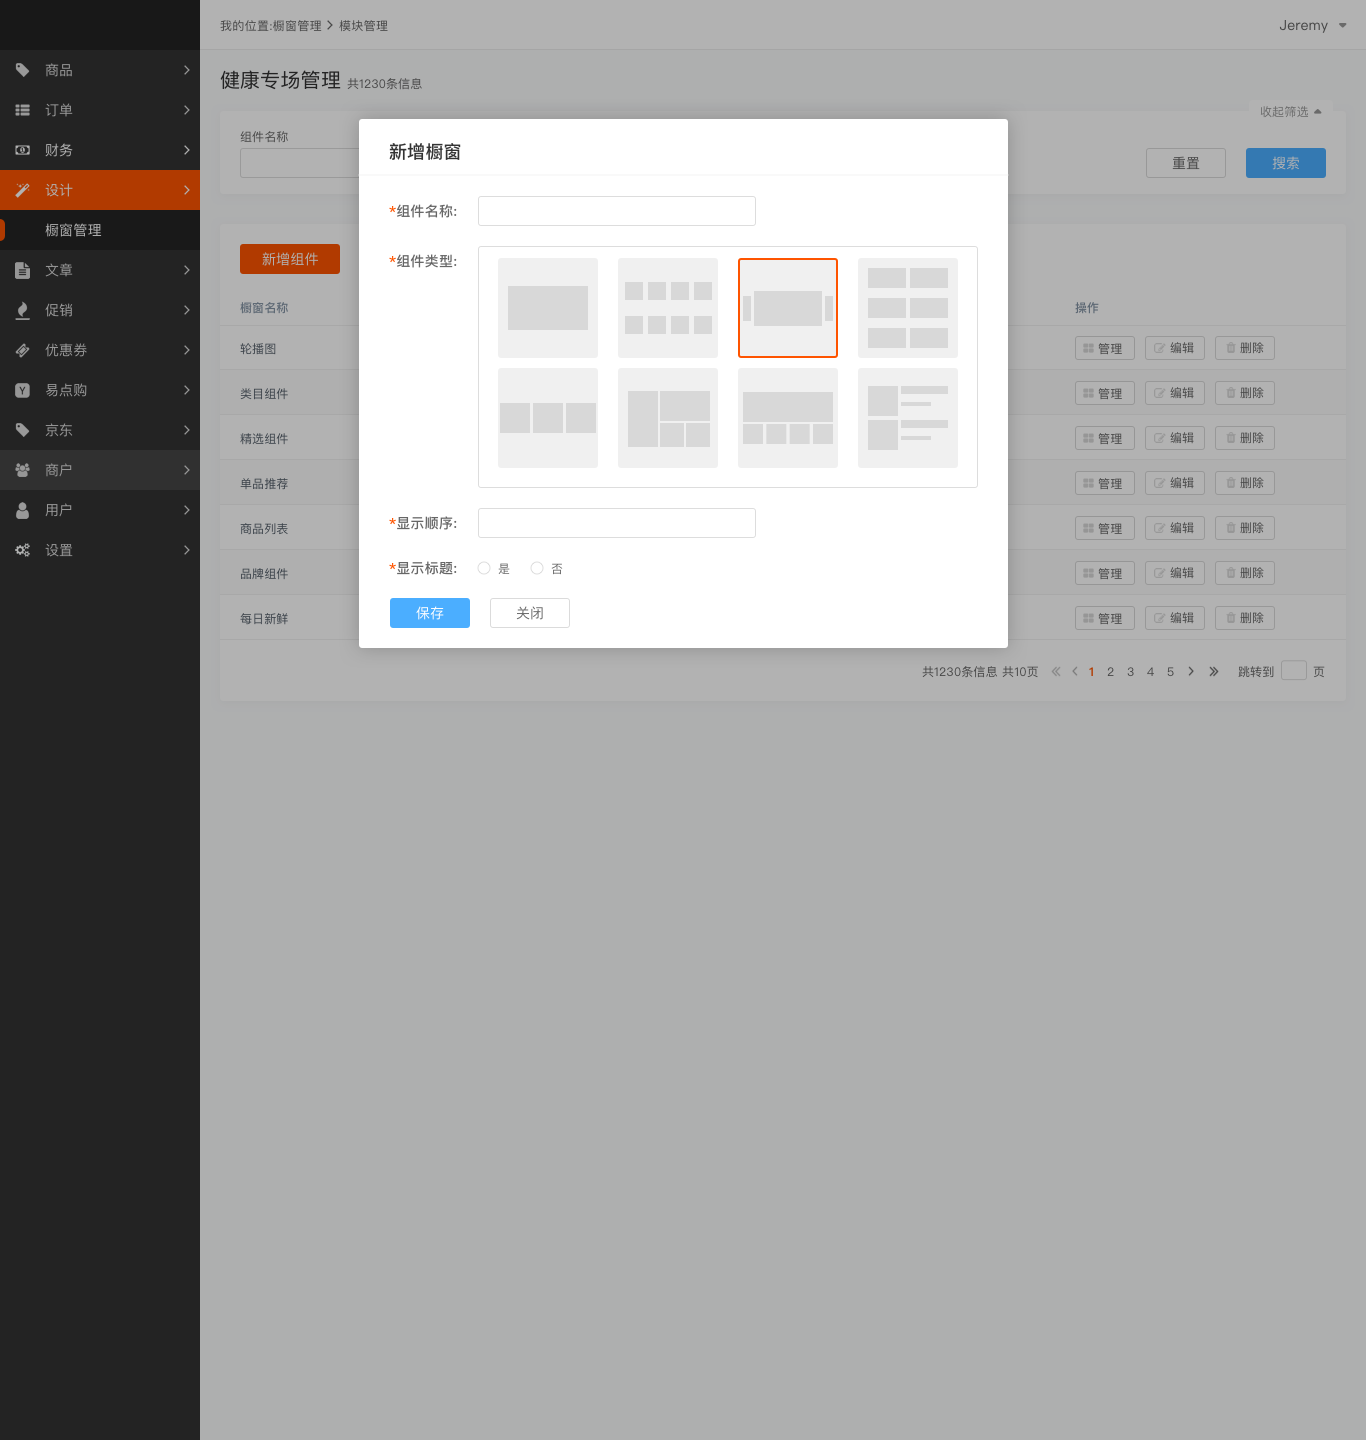 我的位置:橱窗管理 > 模块管理
Jeremy
商品
订单
财务
设计
橱窗管理
文章
促销
优惠券
易点购
京东
商户
用户
设置
健康专场管理 共1230条信息
收起筛选
组件名称
重置
搜索
新增组件
橱窗名称
操作
轮播图
管理 编辑 删除
类目组件
管理 编辑 删除
精选组件
管理 编辑 删除
单品推荐
管理 编辑 删除
商品列表
管理 编辑 删除
品牌组件
管理 编辑 删除
每日新鲜
管理 编辑 删除
共1230条信息 共10页 « < 1 2 3 4 5 > » 跳转到 页
新增橱窗
*组件名称:
*组件类型:
*显示顺序:
*显示标题: 是 否
保存 关闭